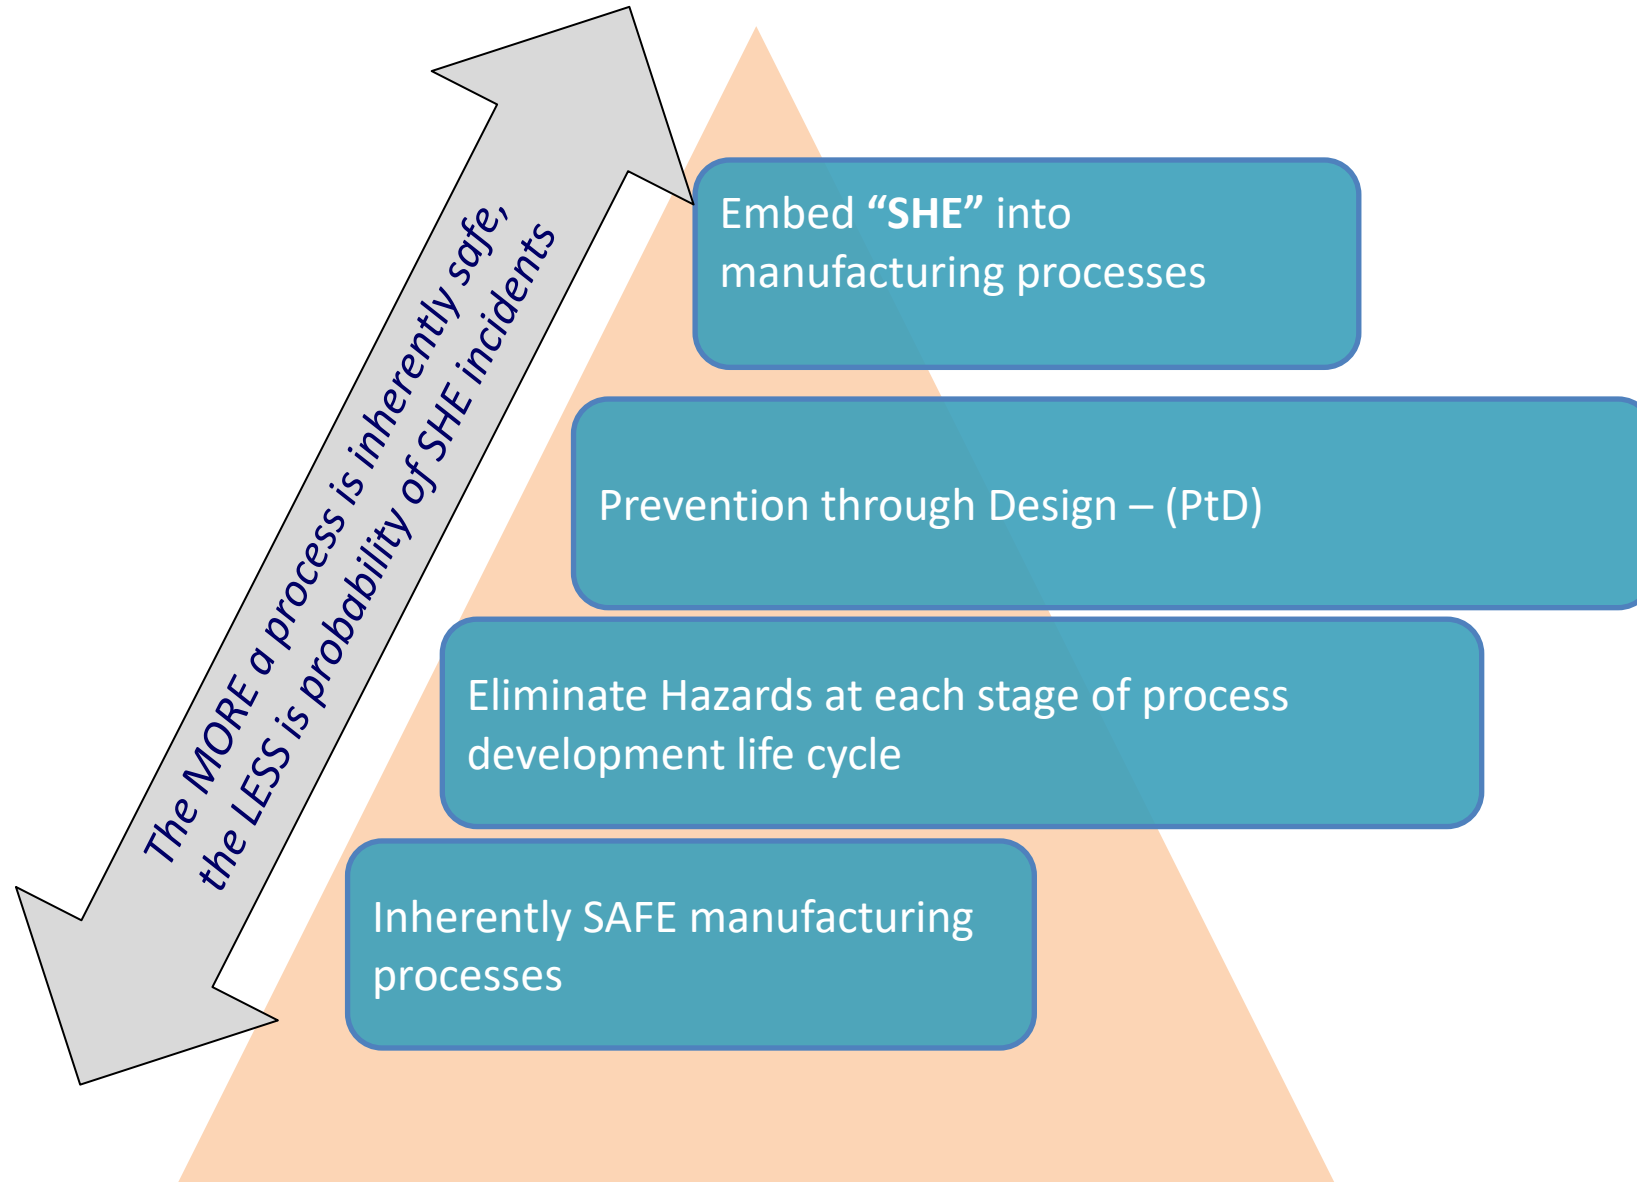 The MORE a process is inherently safe,
the LESS is probability of SHE incidents
Embed “SHE” into
manufacturing processes
Prevention through Design – (PtD)
Eliminate Hazards at each stage of process
development life cycle
Inherently SAFE manufacturing
processes